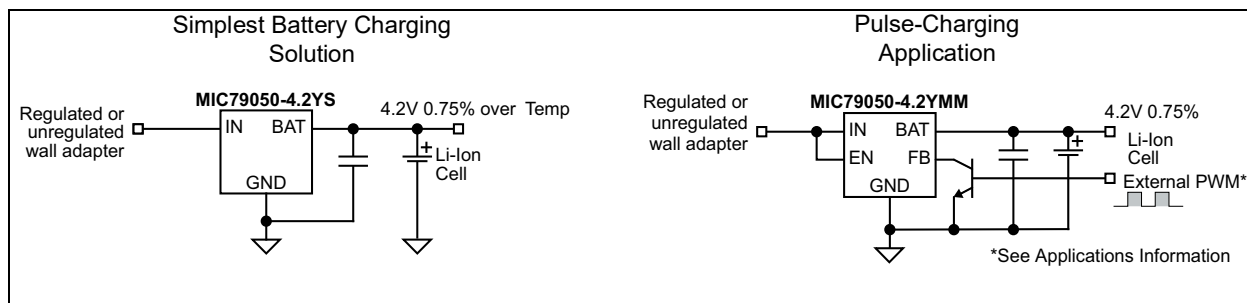 Simplest Battery Charging
Solution
MIC79050-4.2YS
Regulated or
unregulated
wall adapter
IN
BAT
GND
4.2V 0.75% over Temp
+
Li-Ion
Cell
Pulse-Charging
Application
MIC79050-4.2YMM
Regulated or
unregulated
wall adapter
IN
BAT
EN
FB
GND
4.2V 0.75%
+
Li-Ion
Cell
External PWM*
*See Applications Information